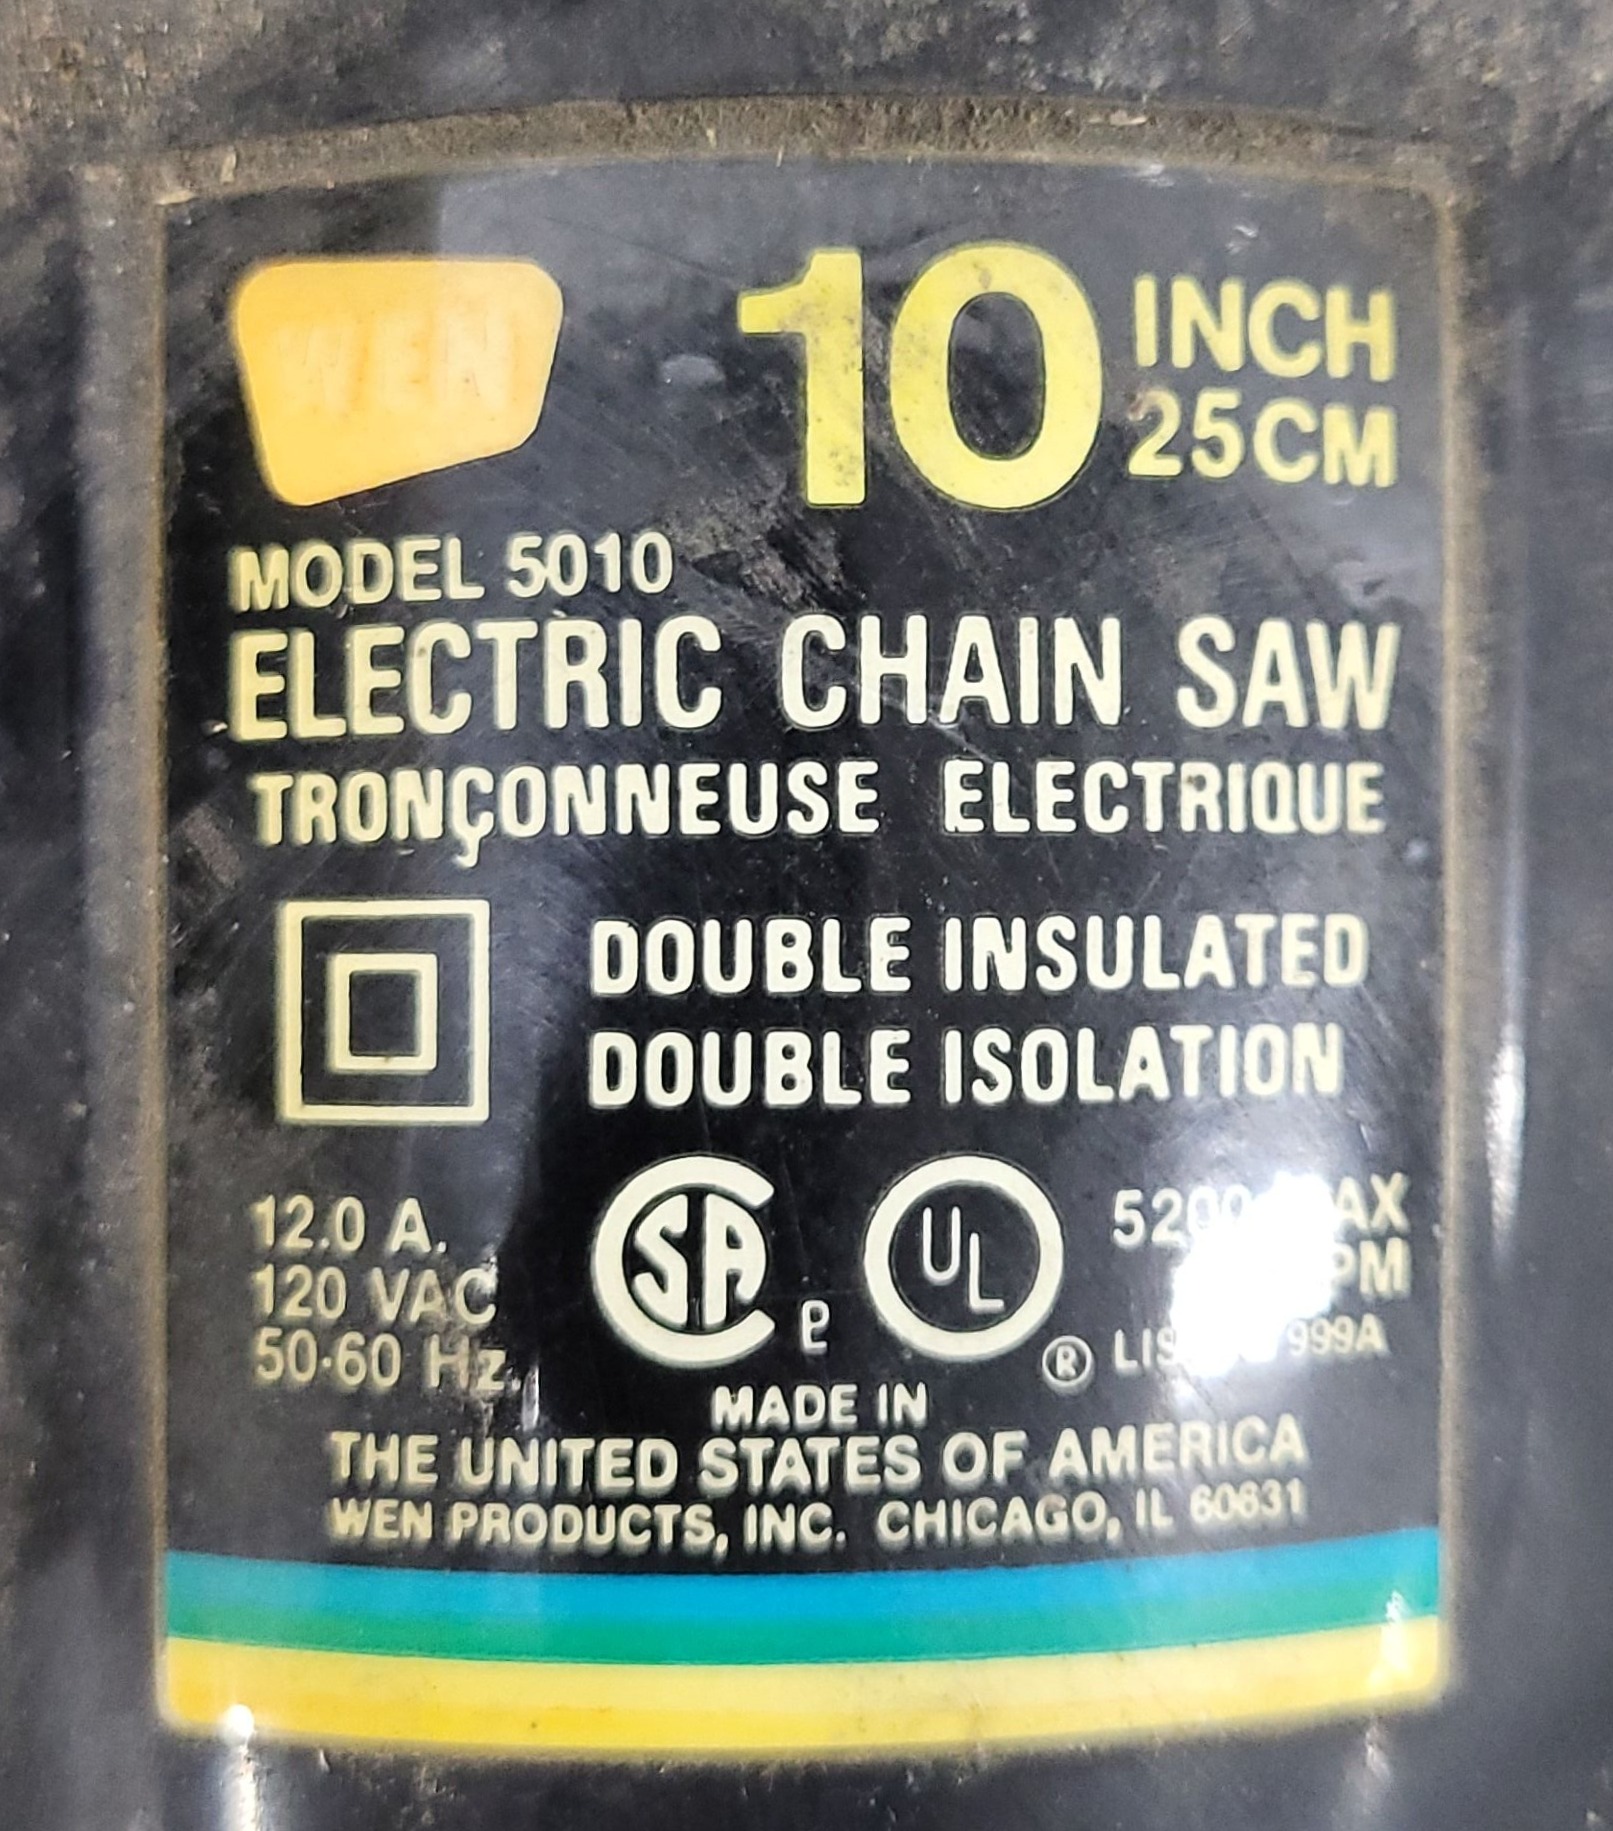 WEN
10 INCH
25CM
MODEL 5010
ELECTRIC CHAIN SAW
TRONÇONNEUSE ELECTRIQUE
DOUBLE INSULATED
DOUBLE ISOLATION
12.0 A.
120 VAC
50-60 Hz.
SA
UL
®
MADE IN
THE UNITED STATES OF AMERICA
WEN PRODUCTS, INC. CHICAGO, IL 60631